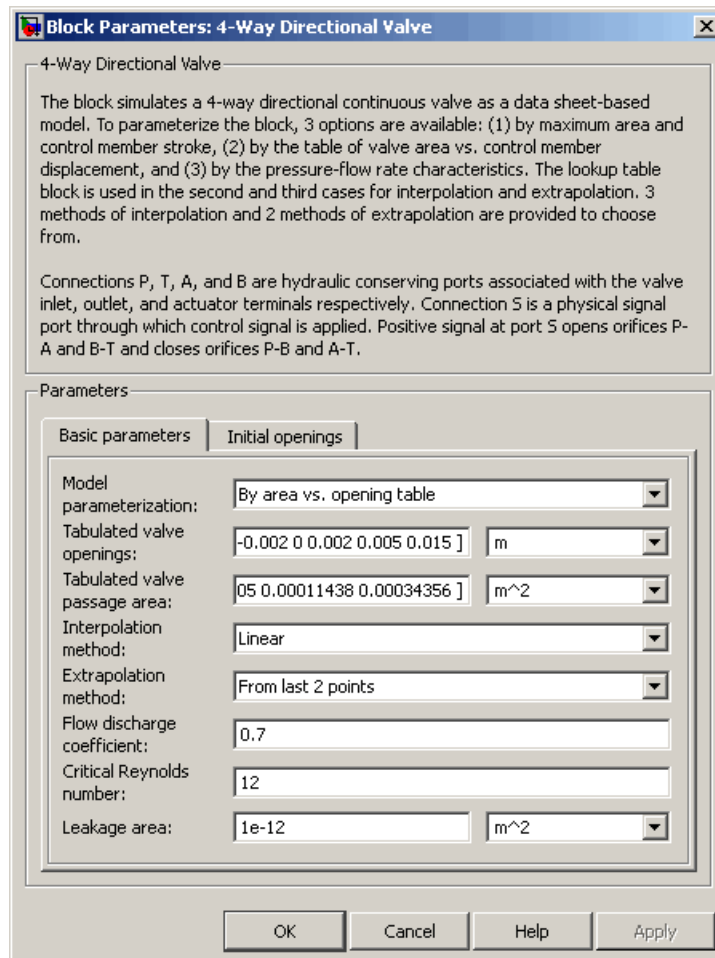 Block Parameters: 4-Way Directional Valve
4-Way Directional Valve
The block simulates a 4-way directional continuous valve as a data sheet-based
model. To parameterize the block, 3 options are available: (1) by maximum area and
control member stroke, (2) by the table of valve area vs. control member
displacement, and (3) by the pressure-flow rate characteristics. The lookup table
block is used in the second and third cases for interpolation and extrapolation. 3
methods of interpolation and 2 methods of extrapolation are provided to choose
from.
Connections P, T, A, and B are hydraulic conserving ports associated with the valve
inlet, outlet, and actuator terminals respectively. Connection S is a physical signal
port through which control signal is applied. Positive signal at port S opens orifices P-
A and B-T and closes orifices P-B and A-T.
Parameters
Basic parameters Initial openings
Model
parameterization:
By area vs. opening table
Tabulated valve
openings:
-0.002 0 0.002 0.005 0.015 ] m
Tabulated valve
passage area:
05 0.00011438 0.00034356 ] m^2
Interpolation
method:
Linear
Extrapolation
method:
From last 2 points
Flow discharge
coefficient:
0.7
Critical Reynolds
number:
12
Leakage area: 1e-12 m^2
OK Cancel Help Apply